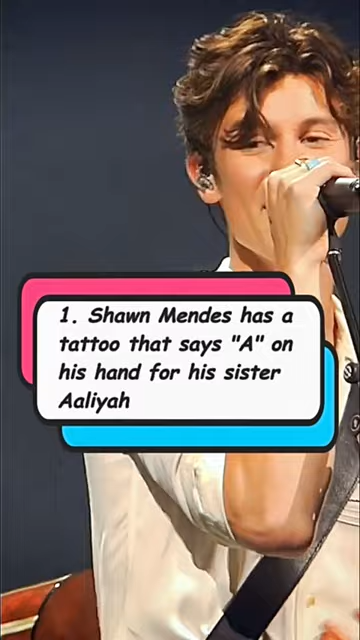 1. Shawn Mendes has a
tattoo that says "A" on
his hand for his sister
Aaliyah